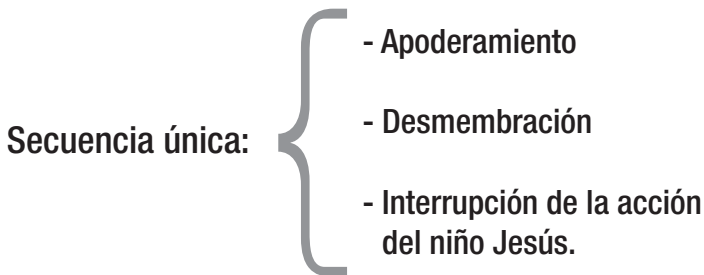 Secuencia única:
- Apoderamiento
- Desmembración
- Interrupción de la acción
del niño Jesús.